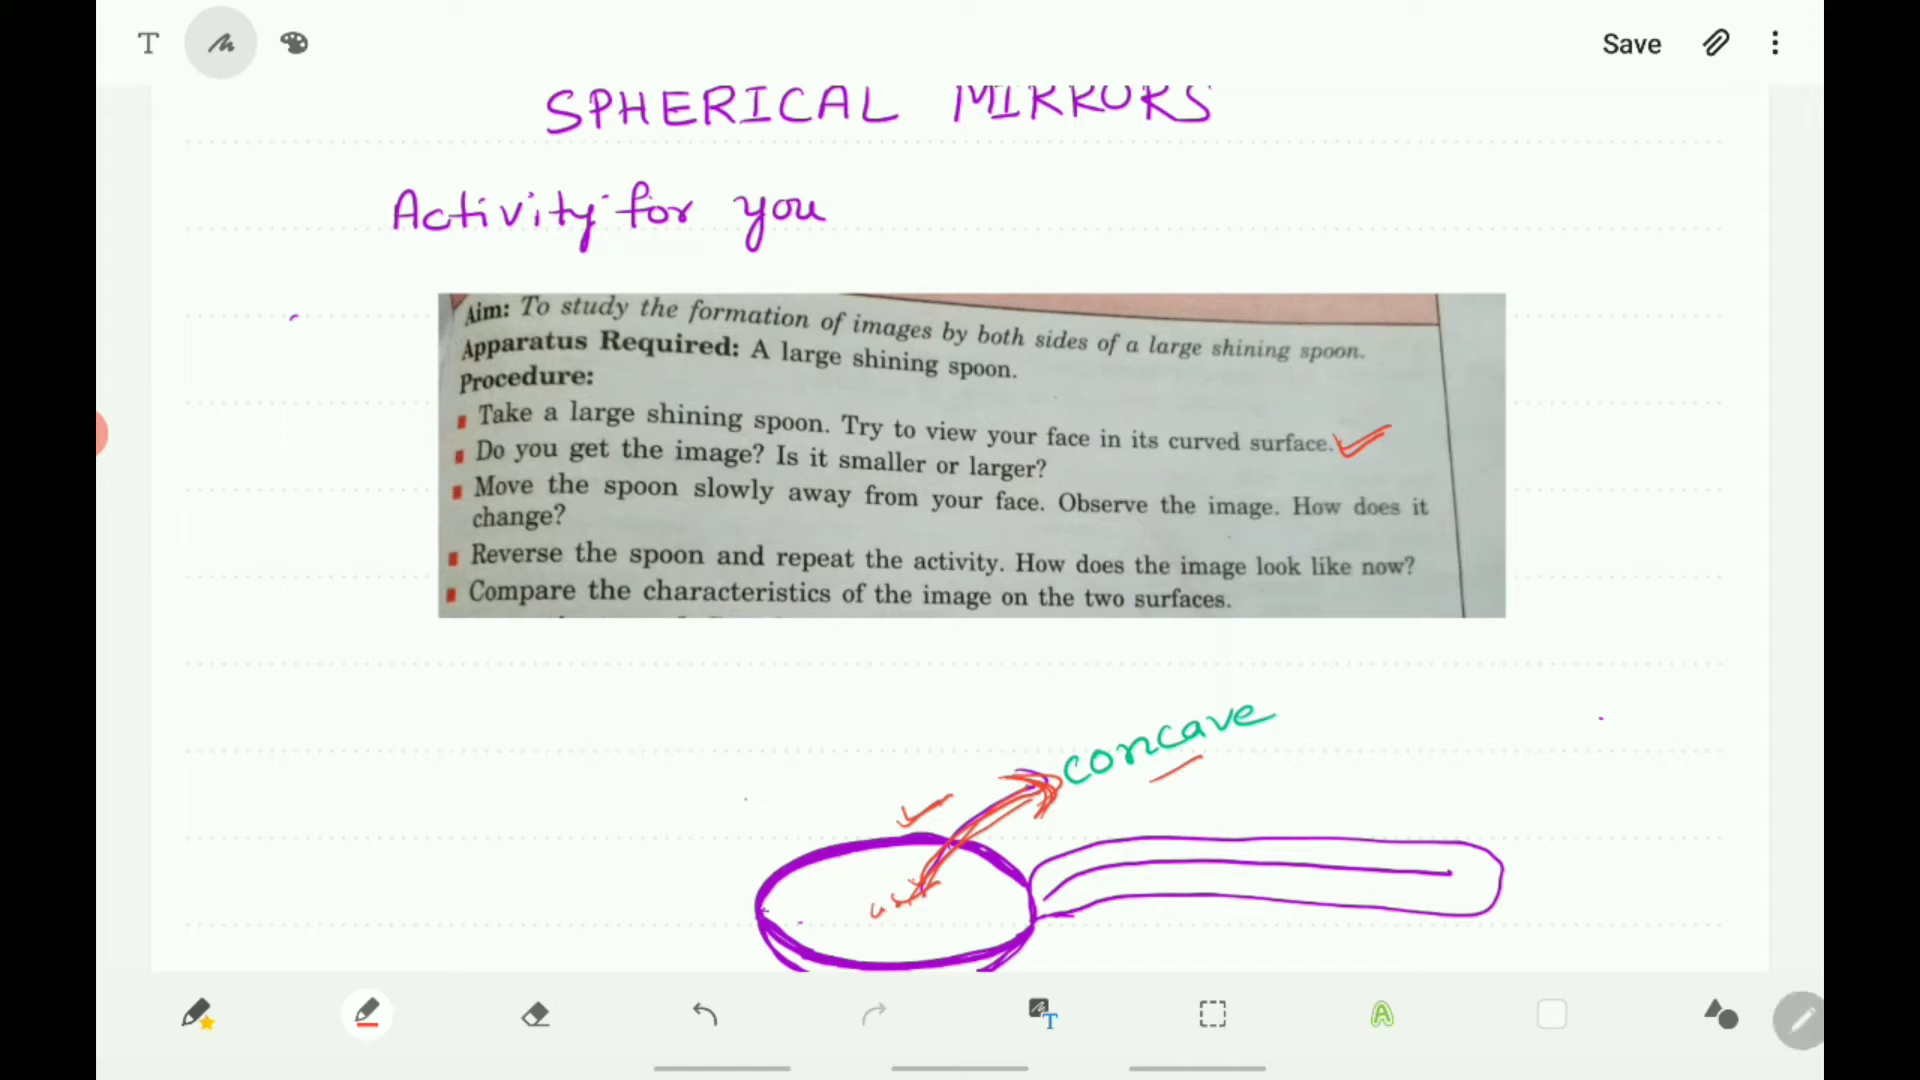 T
Save
SPHERICAL MIRRORS
Activity for you
Aim: To study the formation of images by both sides of a large shining spoon.
Apparatus Required: A large shining spoon.
Procedure:
Take a large shining spoon. Try to view your face in its curved surface.
Do you get the image? Is it smaller or larger?
Move the spoon slowly away from your face. Observe the image. How does it
change?
Reverse the spoon and repeat the activity. How does the image look like now?
Compare the characteristics of the image on the two surfaces.
concave
T
A